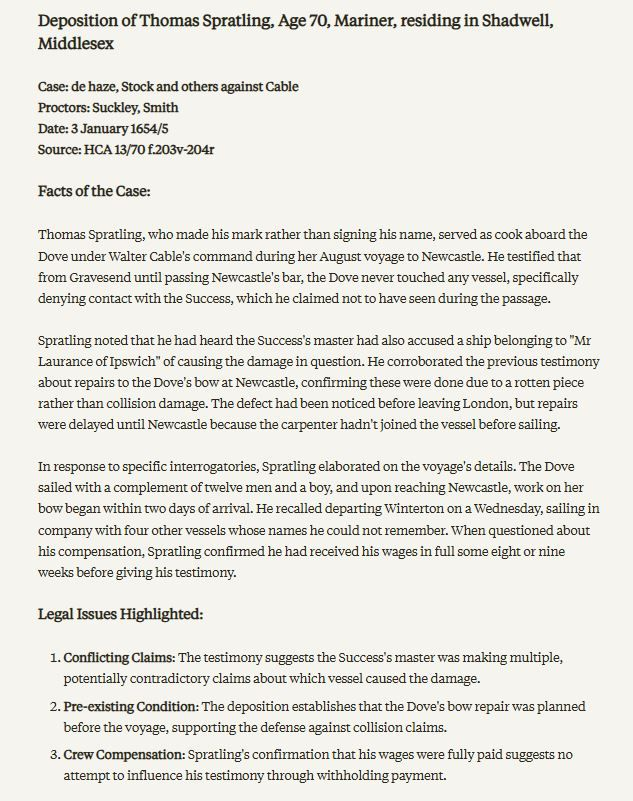 Deposition of Thomas Spratling, Age 70, Mariner, residing in Shadwell,
Middlesex
Case: de haze, Stock and others against Cable
Proctors: Suckley, Smith
Date: 3 January 1654/5
Source: HCA 13/70 f.203v-204r
Facts of the Case:
Thomas Spratling, who made his mark rather than signing his name, served as cook aboard the
Dove under Walter Cable's command during her August voyage to Newcastle. He testified that
from Gravesend until passing Newcastle's bar, the Dove never touched any vessel, specifically
denying contact with the Success, which he claimed not to have seen during the passage.
Spratling noted that he had heard the Success's master had also accused a ship belonging to "Mr
Laurance of Ipswich" of causing the damage in question. He corroborated the previous testimony
about repairs to the Dove's bow at Newcastle, confirming these were done due to a rotten piece
rather than collision damage. The defect had been noticed before leaving London, but repairs
were delayed until Newcastle because the carpenter hadn't joined the vessel before sailing.
In response to specific interrogatories, Spratling elaborated on the voyage's details. The Dove
sailed with a complement of twelve men and a boy, and upon reaching Newcastle, work on her
bow began within two days of arrival. He recalled departing Winterton on a Wednesday, sailing in
company with four other vessels whose names he could not remember. When questioned about
his compensation, Spratling confirmed he had received his wages in full some eight or nine
weeks before giving his testimony.
Legal Issues Highlighted:
1. Conflicting Claims: The testimony suggests the Success's master was making multiple,
potentially contradictory claims about which vessel caused the damage.
2. Pre-existing Condition: The deposition establishes that the Dove's bow repair was planned
before the voyage, supporting the defense against collision claims.
3. Crew Compensation: Spratling's confirmation that his wages were fully paid suggests no
attempt to influence his testimony through withholding payment.